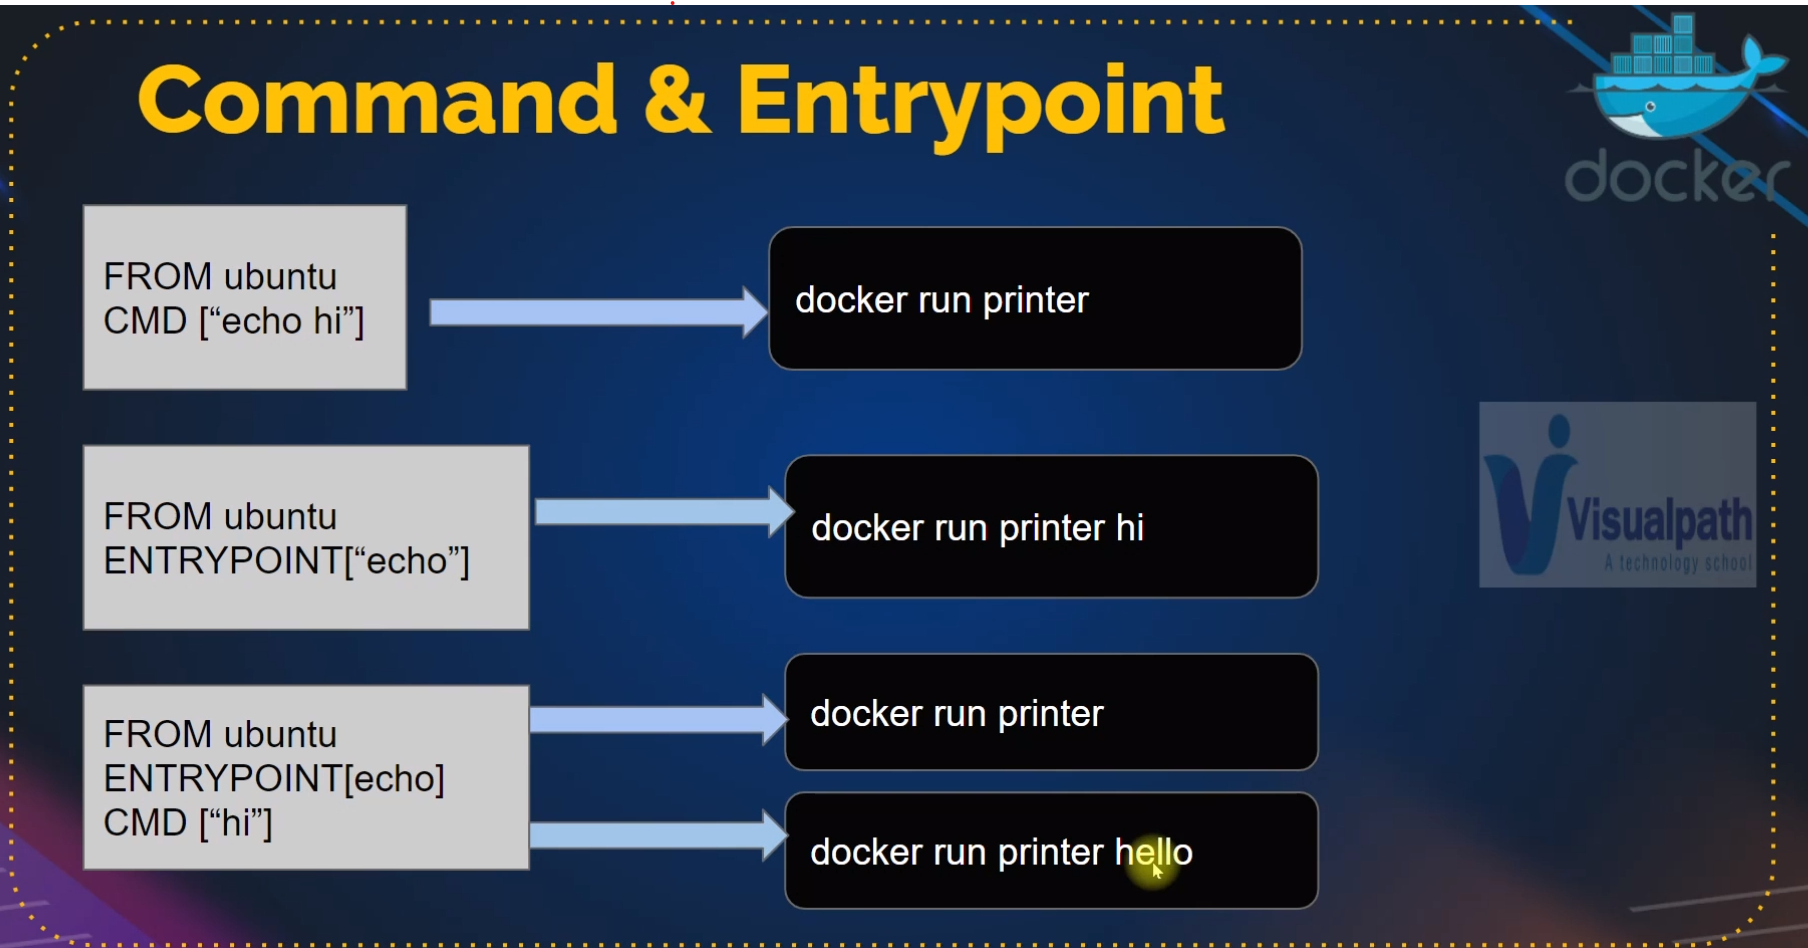 Command & Entrypoint
docker
FROM ubuntu
CMD [“echo hi”]
docker run printer
FROM ubuntu
ENTRYPOINT[“echo”]
docker run printer hi
Visualpath
A technology school
FROM ubuntu
ENTRYPOINT[echo]
CMD [“hi”]
docker run printer
docker run printer hello